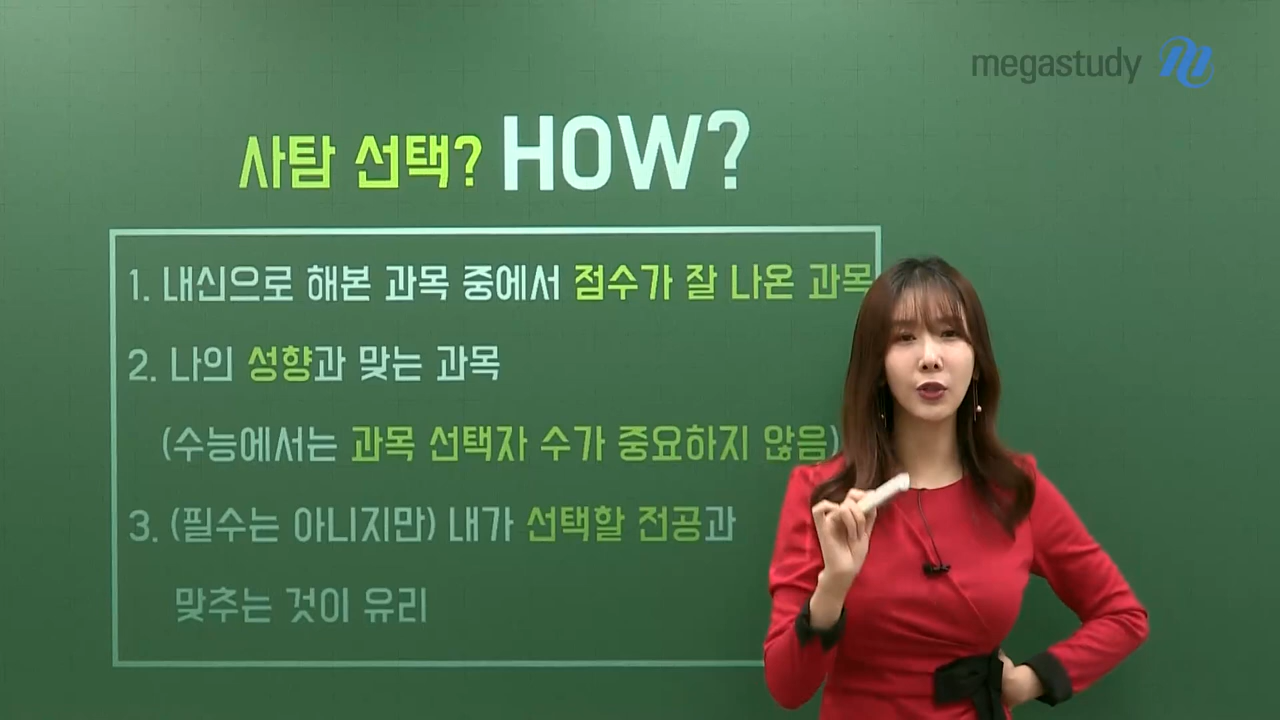 megastudy
사탐 선택? HOW?
1. 내신으로 해본 과목 중에서 점수가 잘 나온 과목
2. 나의 성향과 맞는 과목
(수능에서는 과목 선택자 수가 중요하지 않음)
3. (필수는 아니지만) 내가 선택할 전공과
맞추는 것이 유리